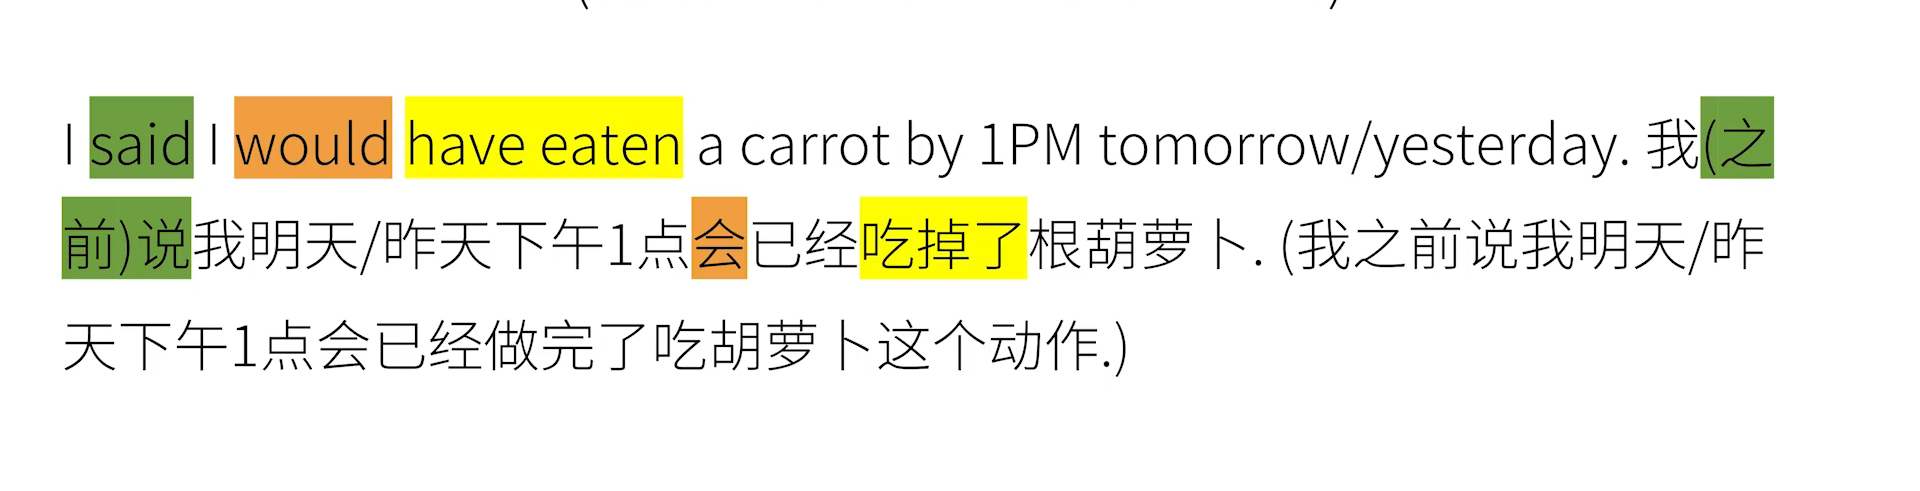 I said I would have eaten a carrot by 1PM tomorrow/yesterday. 我(之
前)说我明天/昨天下午1点会已经吃掉了根葫萝卜. (我之前说我明天/昨
天下午1点会已经做完了吃胡萝卜这个动作.)